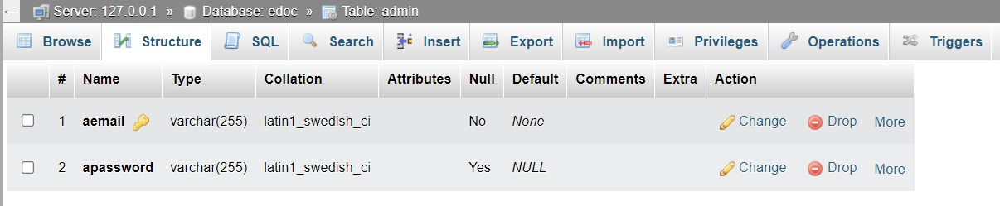 ← Server: 127.0.0.1 » Database: edoc » Table: admin
Browse Structure SQL Search Insert Export Import Privileges Operations Triggers
# Name Type Collation Attributes Null Default Comments Extra Action
1 aemail varchar(255) latin1_swedish_ci No None Change Drop More
2 apassword varchar(255) latin1_swedish_ci Yes NULL Change Drop More